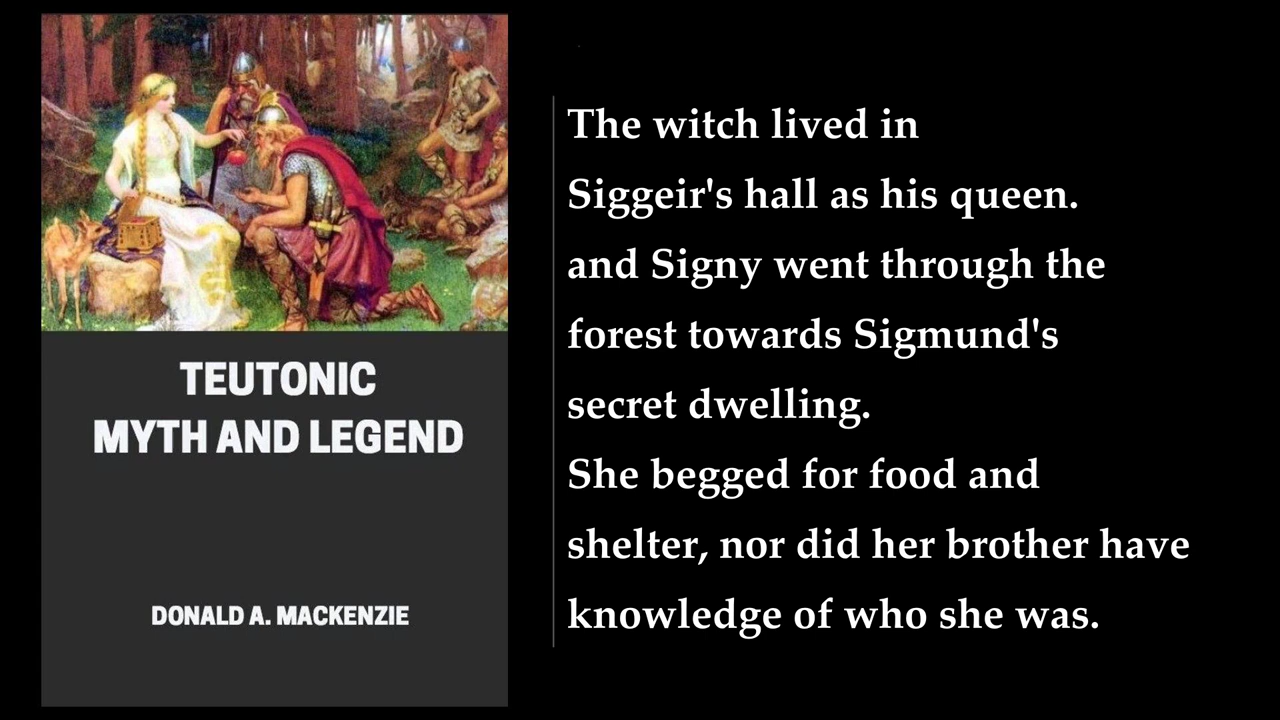 TEUTONIC
MYTH AND LEGEND
DONALD A. MACKENZIE
The witch lived in
Siggeir's hall as his queen.
and Signy went through the
forest towards Sigmund's
secret dwelling.
She begged for food and
shelter, nor did her brother have
knowledge of who she was.